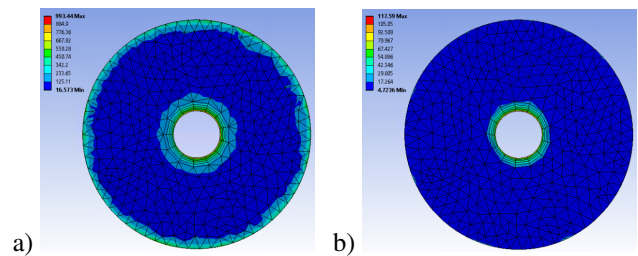 993.44 Max
884.9
776.36
667.82
559.28
450.74
342.2
233.65
125.11
16.573 Min
a)
117.59 Max
105.05
92.508
79.967
67.427
54.886
42.346
29.805
17.264
4.7236 Min
b)